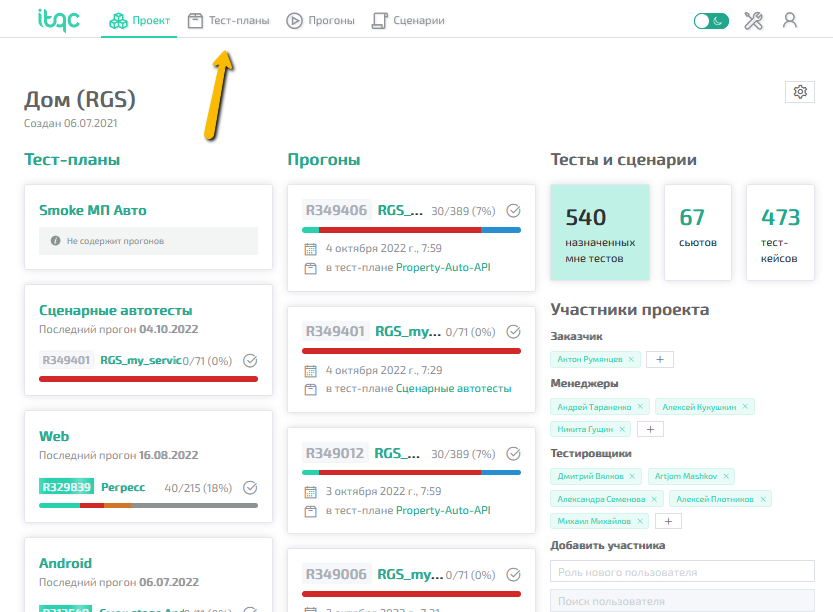 itqc
Проект
Тест-планы
Прогоны
Сценарии
Дом (RGS)
Создан 06.07.2021
Тест-планы
Smoke МП Авто
Не содержит прогонов
Сценарные автотесты
Последний прогон 04.10.2022
R349401 RGS_my_servic 0/71 (0%)
Web
Последний прогон 16.08.2022
R329839 Регресс 40/215 (18%)
Android
Последний прогон 06.07.2022
Прогоны
R349406 RGS_... 30/389 (7%)
4 октября 2022 г., 7:59
в тест-плане Property-Auto-API
R349401 RGS_my... 0/71 (0%)
4 октября 2022 г., 7:29
в тест-плане Сценарные автотесты
R349012 RGS_... 30/389 (7%)
3 октября 2022 г., 7:59
в тест-плане Property-Auto-API
R349006 RGS_my... 0/71 (0%)
Тесты и сценарии
540
назначенных
мне тестов
67
сьютов
473
тест-
кейсов
Участники проекта
Заказчик
Антон Румянцев ×
+
Менеджеры
Андрей Тараненко × Алексей Кукушкин ×
Никита Гущин × +
Тестировщики
Дмитрий Вялков × Artjom Mashkov ×
Александра Семенова × Алексей Плотников ×
Михаил Михайлов × +
Добавить участника
Роль нового пользователя
Поиск пользователя